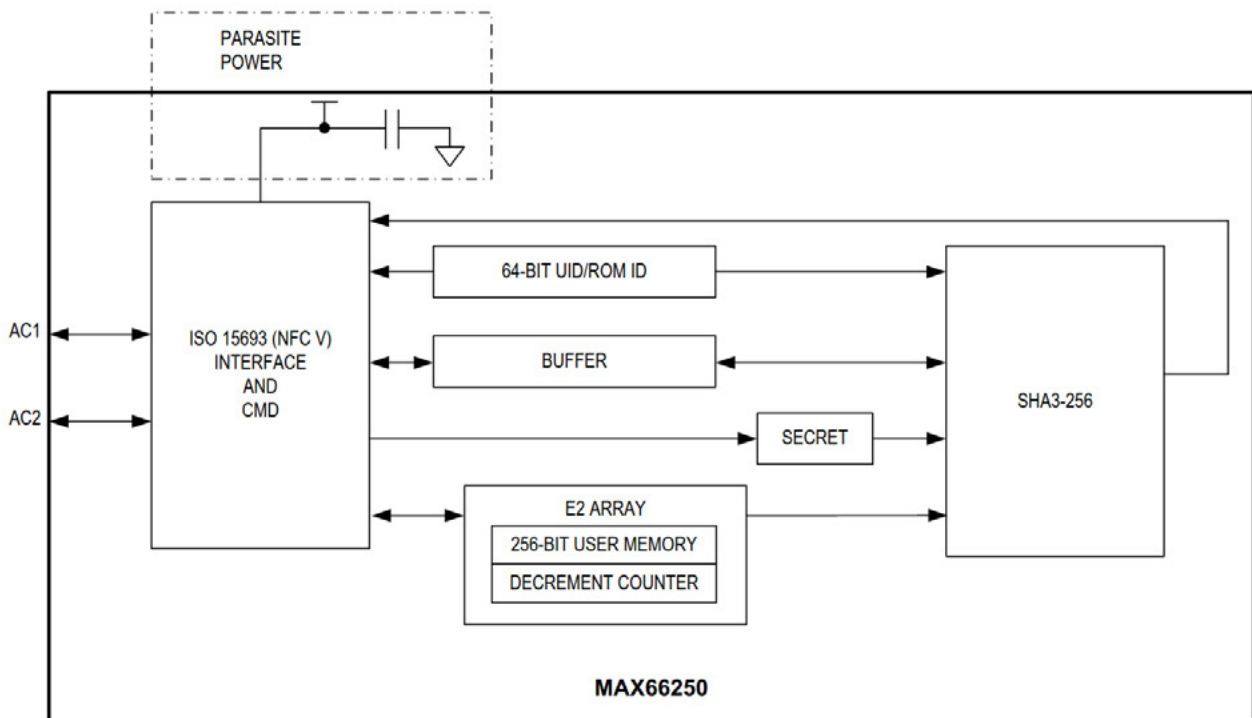 PARASITE
POWER
64-BIT UID/ROM ID
AC1
ISO 15693 (NFC V)
INTERFACE
AND
CMD
BUFFER
SHA3-256
AC2
SECRET
E2 ARRAY
256-BIT USER MEMORY
DECREMENT COUNTER
MAX66250